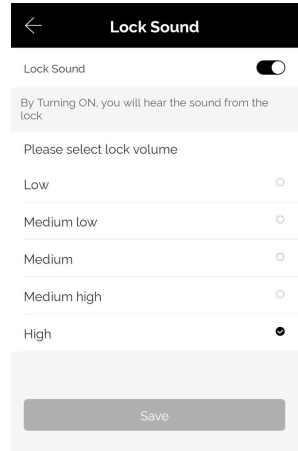 Lock Sound
Lock Sound
By Turning ON, you will hear the sound from the
lock
Please select lock volume
Low
Medium low
Medium
Medium high
High
Save